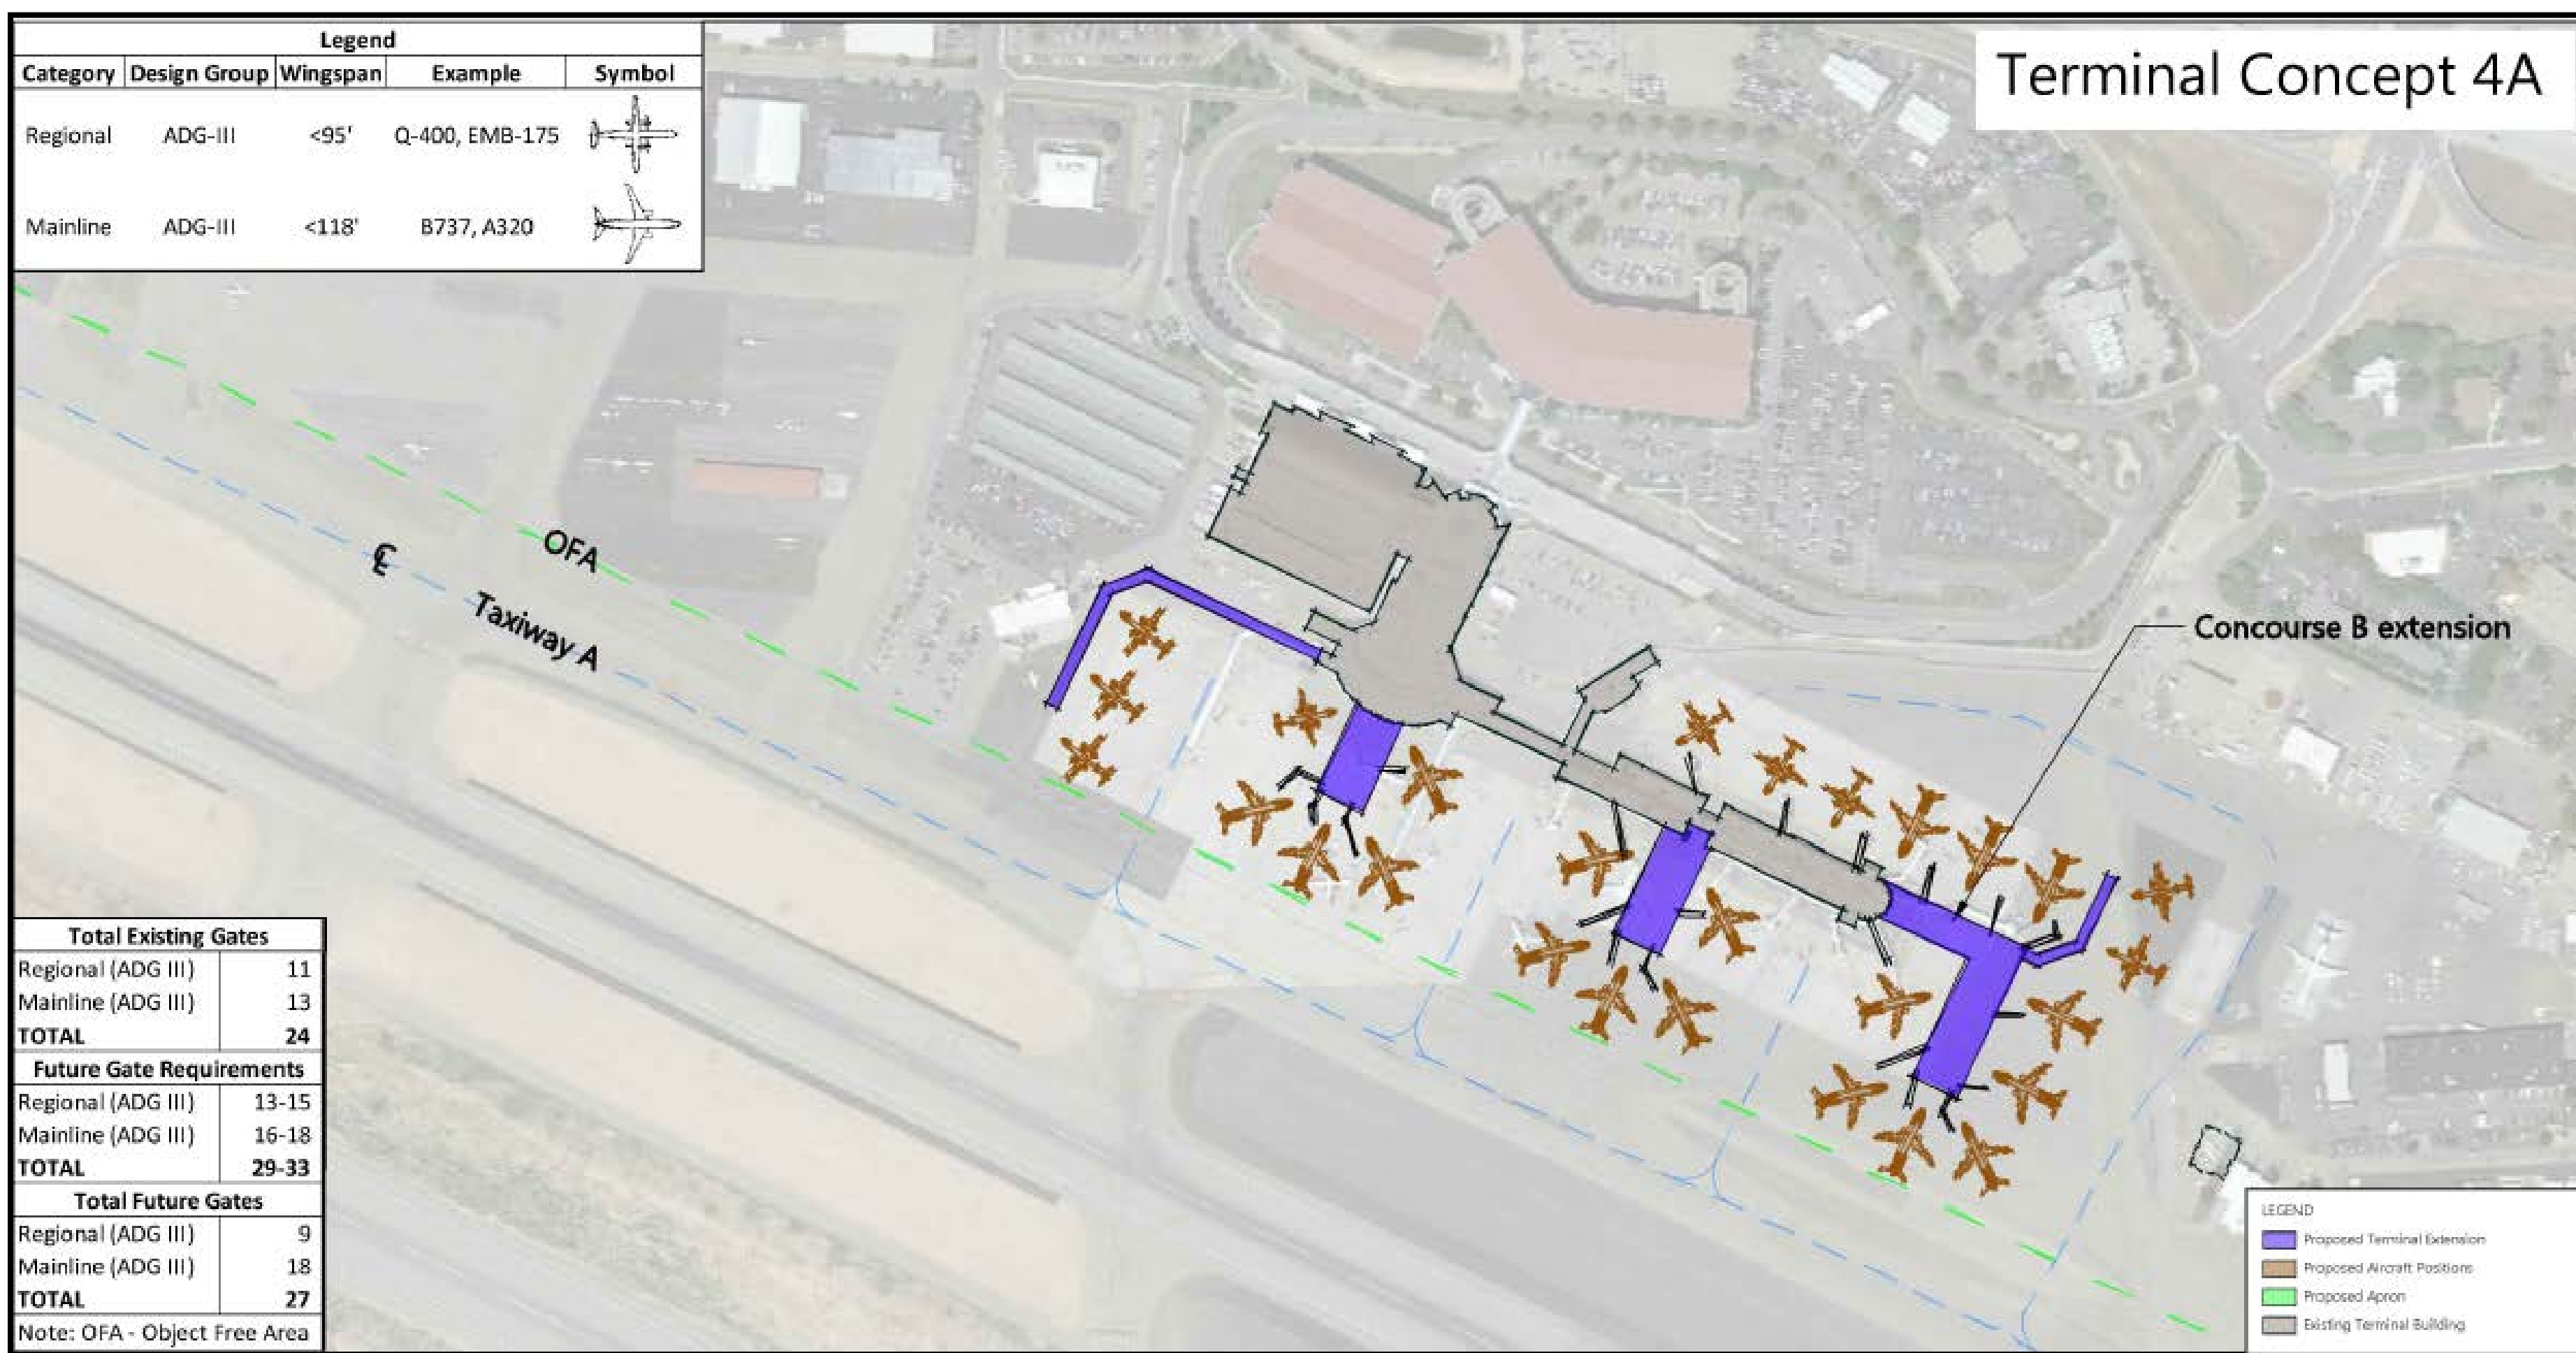 Legend
Category Design Group Wingspan Example Symbol
Regional ADG-III <95' Q-400, EMB-175
Mainline ADG-III <118' B737, A320
Terminal Concept 4A
OFA
℄
Taxiway A
Concourse B extension
Total Existing Gates
Regional (ADG III) 11
Mainline (ADG III) 13
TOTAL 24
Future Gate Requirements
Regional (ADG III) 13-15
Mainline (ADG III) 16-18
TOTAL 29-33
Total Future Gates
Regional (ADG III) 9
Mainline (ADG III) 18
TOTAL 27
Note: OFA - Object Free Area
LEGEND
Proposed Terminal Extension
Proposed Aircraft Positions
Proposed Apron
Existing Terminal Building